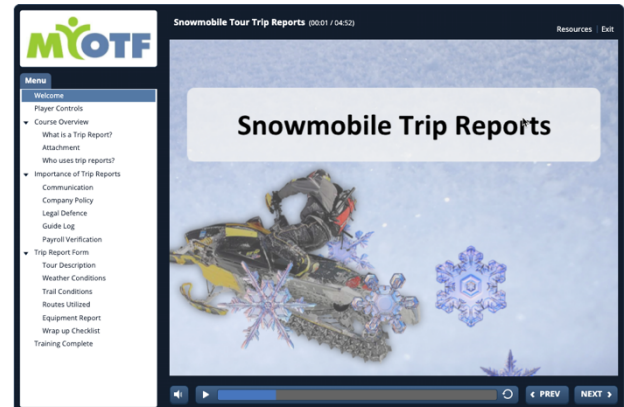 MYOTF
Snowmobile Tour Trip Reports (00:01 / 04:52)
Resources | Exit
Menu
Welcome
Player Controls
Course Overview
What is a Trip Report?
Attachment
Who uses trip reports?
Importance of Trip Reports
Communication
Company Policy
Legal Defence
Guide Log
Payroll Verification
Trip Report Form
Tour Description
Weather Conditions
Trail Conditions
Routes Utilized
Equipment Report
Wrap up Checklist
Training Complete
Snowmobile Trip Reports
PREV
NEXT